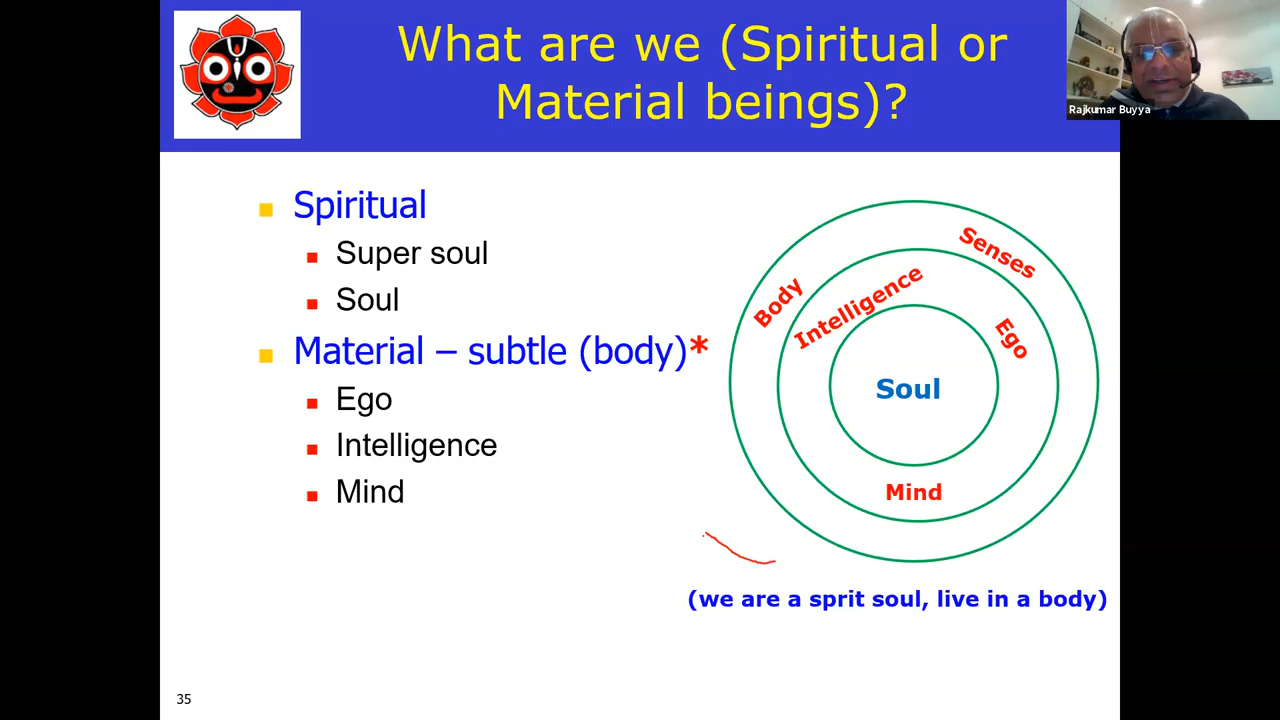 What are we (Spiritual or
Material beings)?
Rajkumar Buyya
Spiritual
Super soul
Soul
Material – subtle (body)*
Ego
Intelligence
Mind
Senses
Body
Intelligence
Ego
Soul
Mind
(we are a sprit soul, live in a body)
35